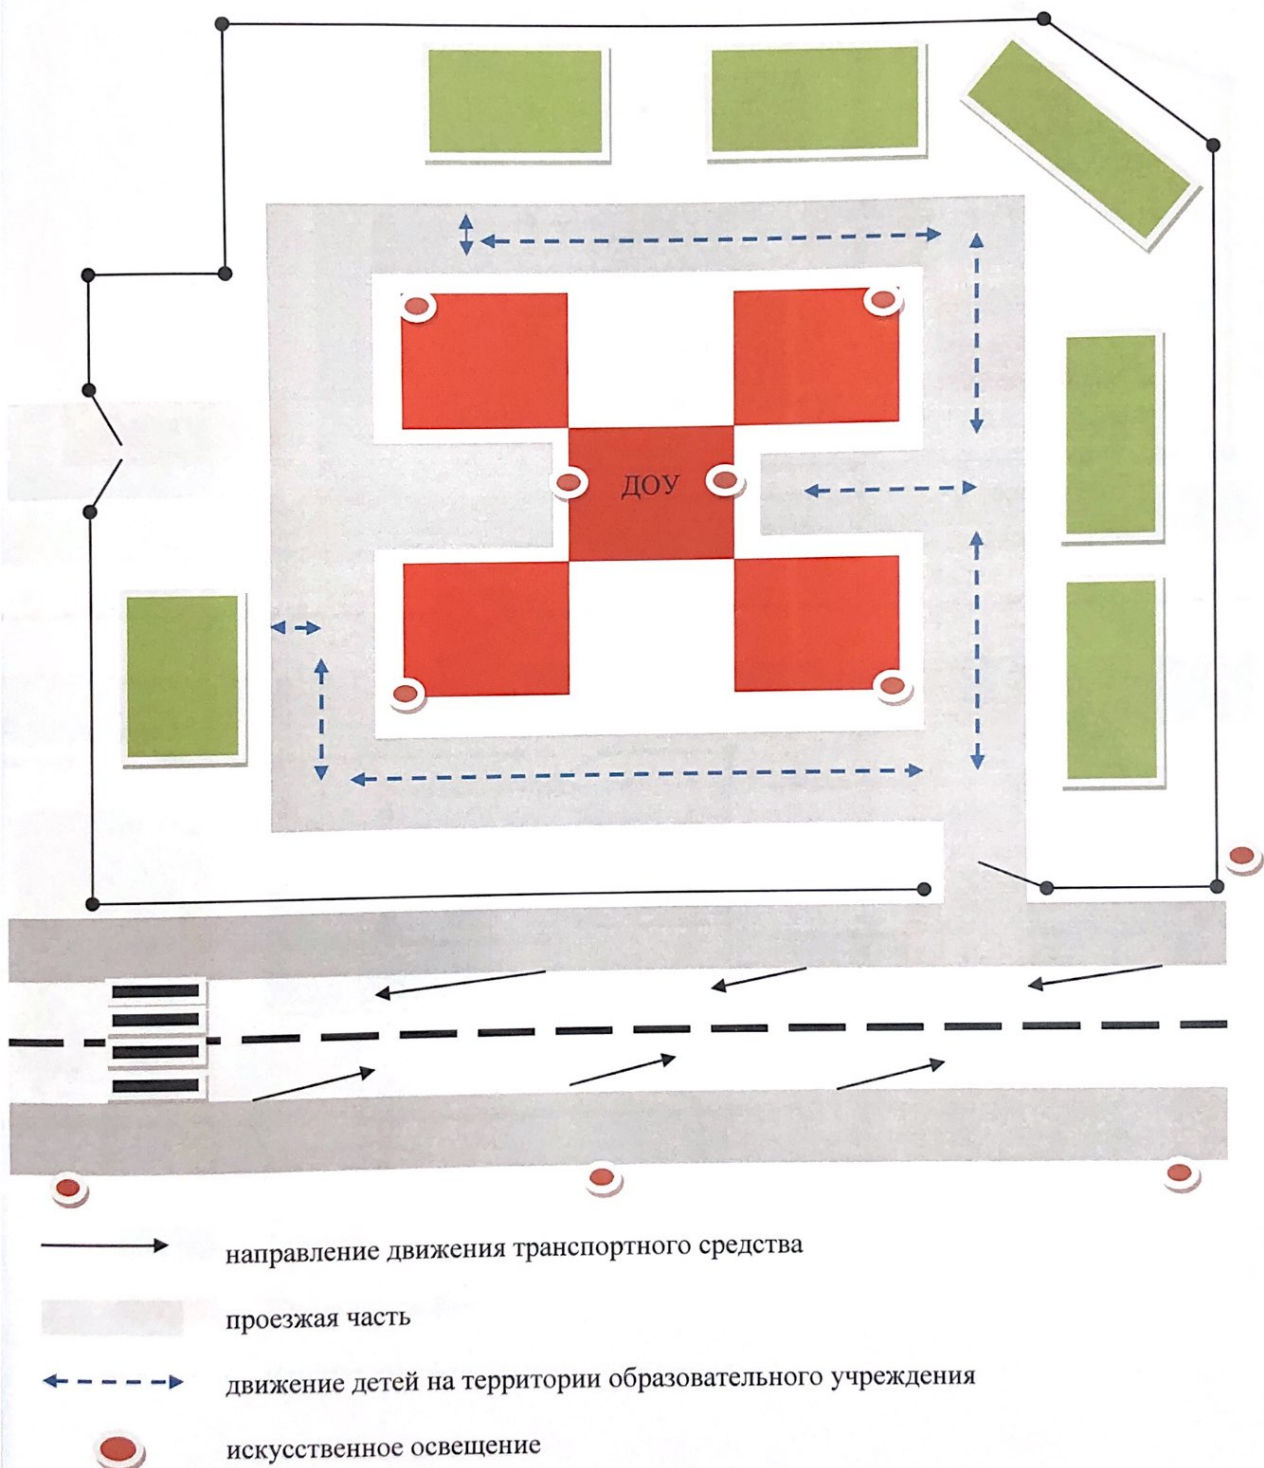 ДОУ
направление движения транспортного средства
проезжая часть
движение детей на территории образовательного учреждения
искусственное освещение